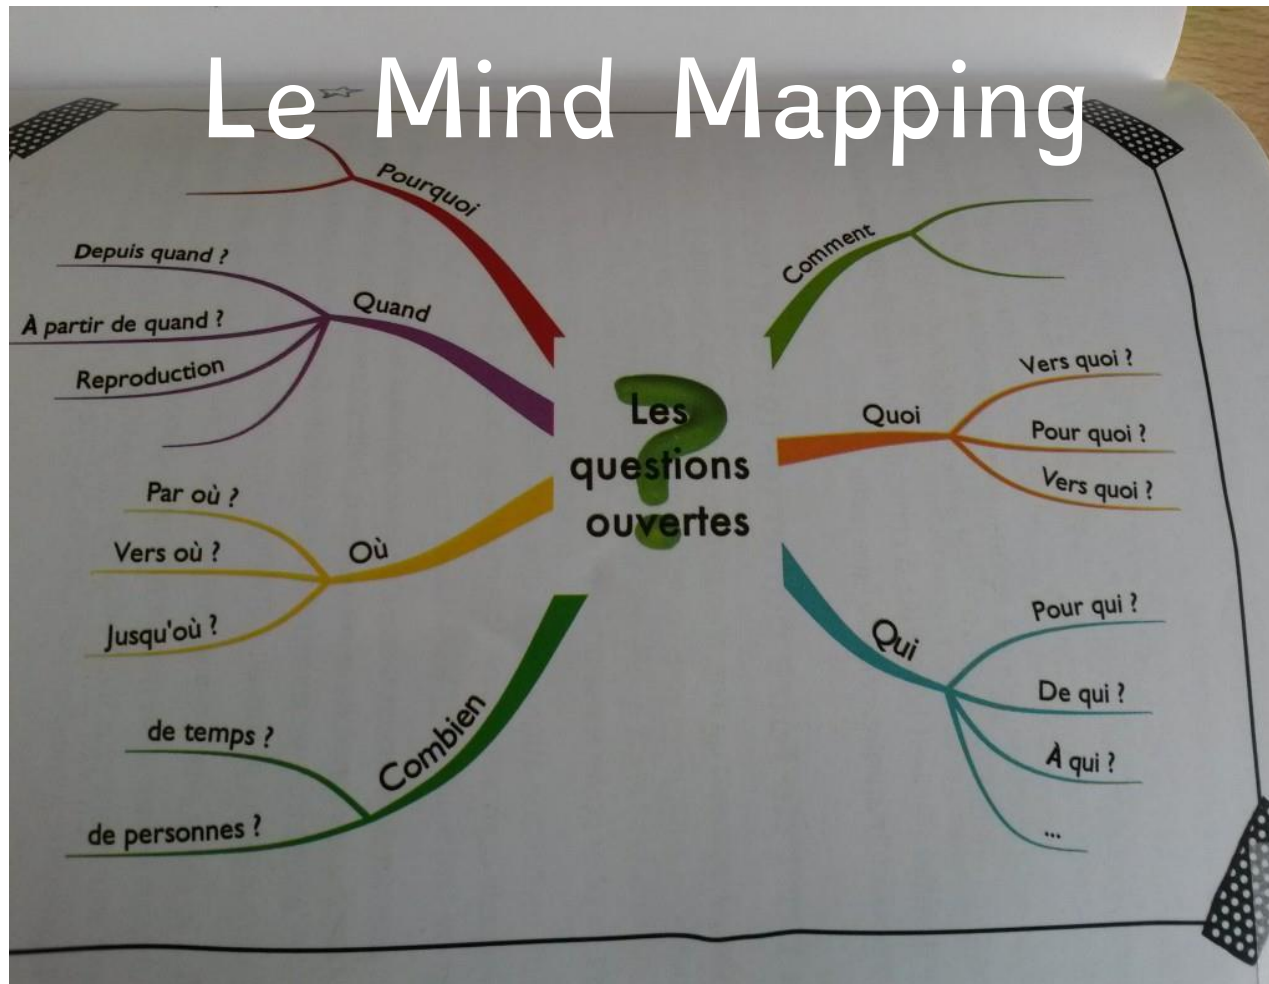 Le Mind Mapping
Pourquoi
Depuis quand ?
À partir de quand ?
Reproduction
Quand
Par où ?
Vers où ?
Jusqu'où ?
Où
de temps ?
de personnes ?
Combien
Les
questions
ouvertes
Comment
Quoi
Vers quoi ?
Pour quoi ?
Vers quoi ?
Qui
Pour qui ?
De qui ?
À qui ?
...